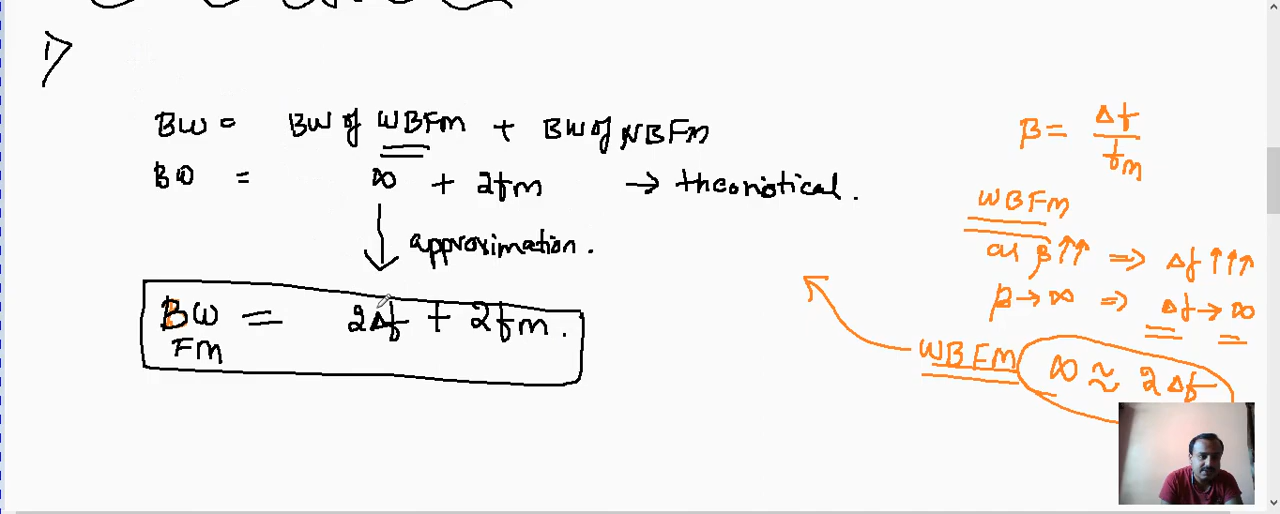 1)
BW = BW of WBFM + BW of NBFM
BW = ∞ + 2fm → theoritical.
approximation.
BW FM = 2Δf + 2fm.
β = Δf / fm
WBFM
as β↑↑ ⇒ Δf↑↑↑
β → ∞ ⇒ Δf → ∞
WBFM ∞ ≈ 2Δf